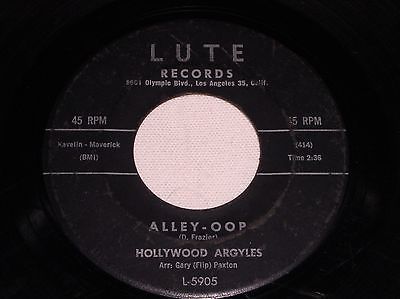 LUTE
RECORDS
Olympic Blvd., Los Angeles 35, Calif.
45 RPM
45 RPM
Kavelin - Maverick
(BMI)
(414)
Time 2:36
ALLEY-OOP
(D. Frazier)
HOLLYWOOD ARGYLES
Arr: Gary (Flip) Paxton
L-5905